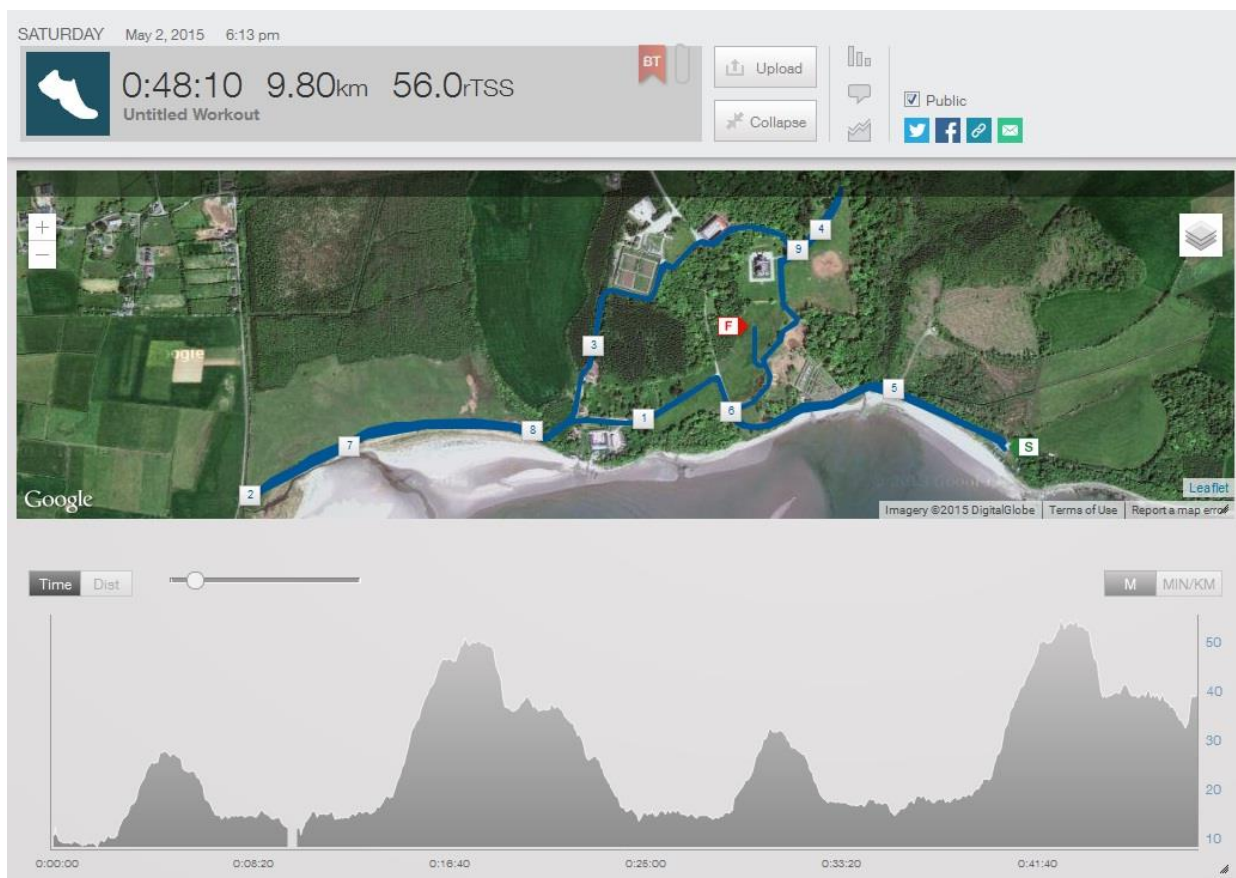 SATURDAY May 2, 2015 6:13 pm
0:48:10 9.80km 56.0rTSS
Untitled Workout
BT
Upload
Collapse
Public
+
−
4
9
3
F
1
6
5
8
7
2
S
Google
Leaflet
Imagery ©2015 DigitalGlobe Terms of Use Report a map error
Time Dist
M MIN/KM
50
40
30
20
10
0:00:00 0:08:20 0:16:40 0:25:00 0:33:20 0:41:40